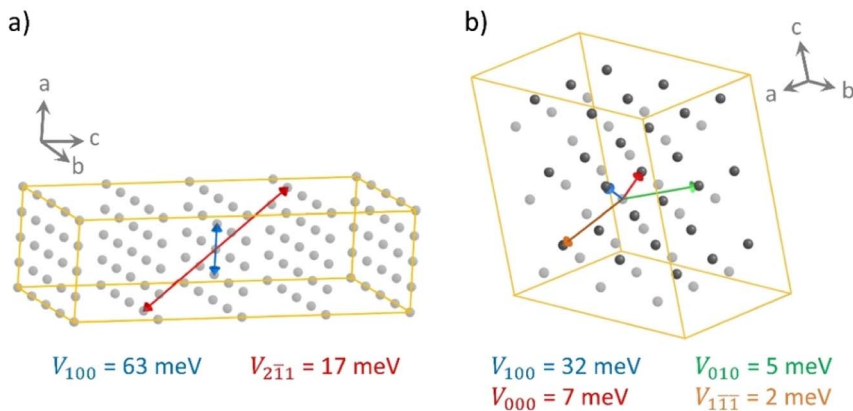 a)
a
c
b
V₁₀₀ = 63 meV
V₂1̅₁ = 17 meV
b)
c
a
b
V₁₀₀ = 32 meV
V₀₁₀ = 5 meV
V₀₀₀ = 7 meV
V₁1̅1̅ = 2 meV